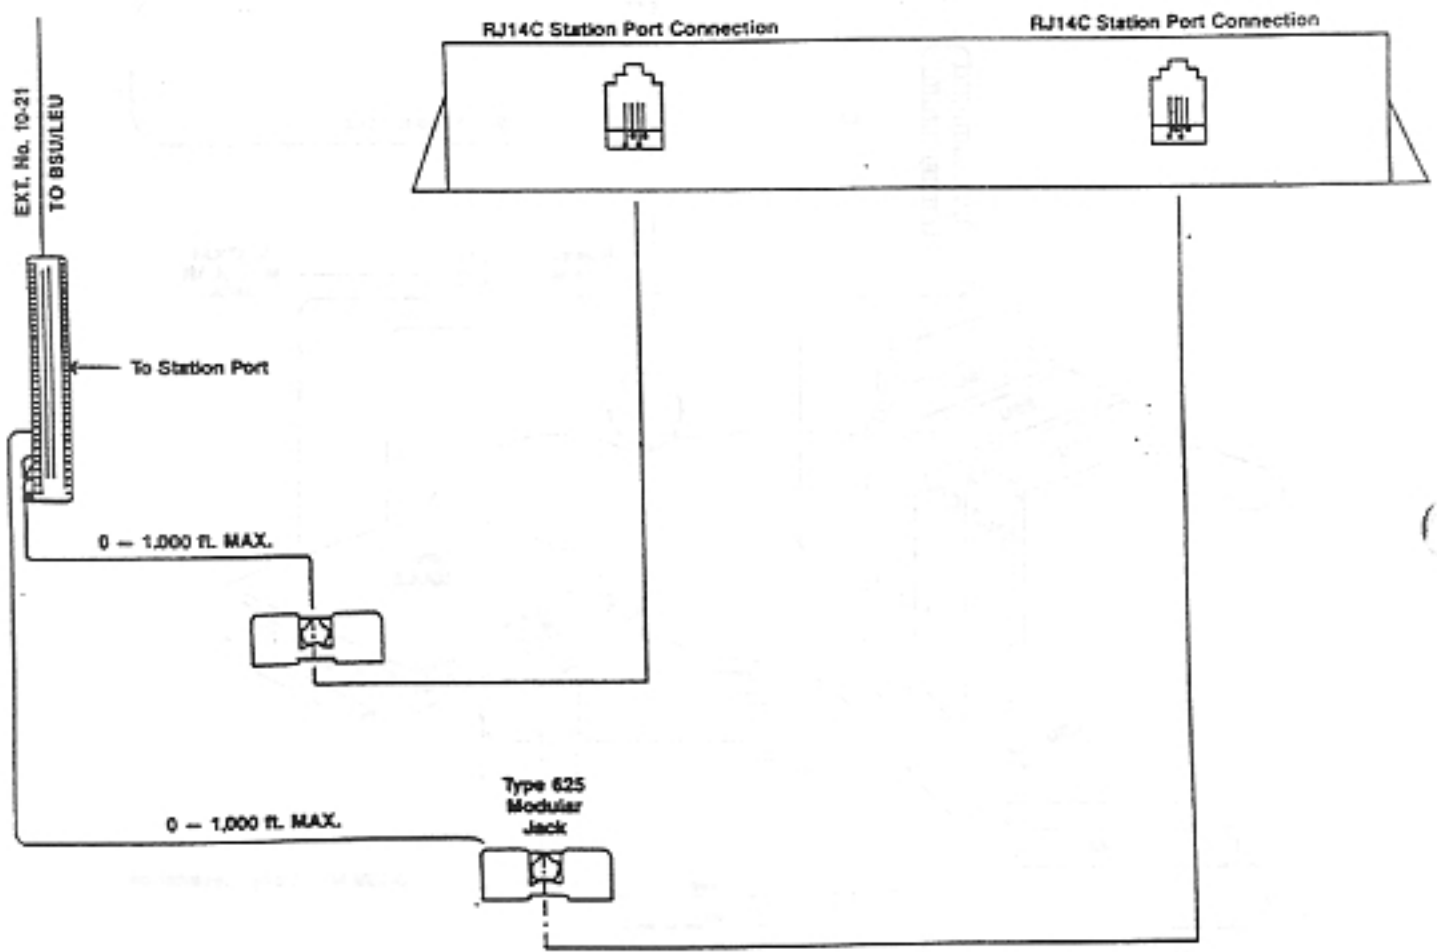 RJ14C Station Port Connection
RJ14C Station Port Connection
EXT. No. 10-21
TO BSU/LEU
To Station Port
0 — 1,000 ft. MAX.
Type 625
Modular
Jack
0 — 1,000 ft. MAX.